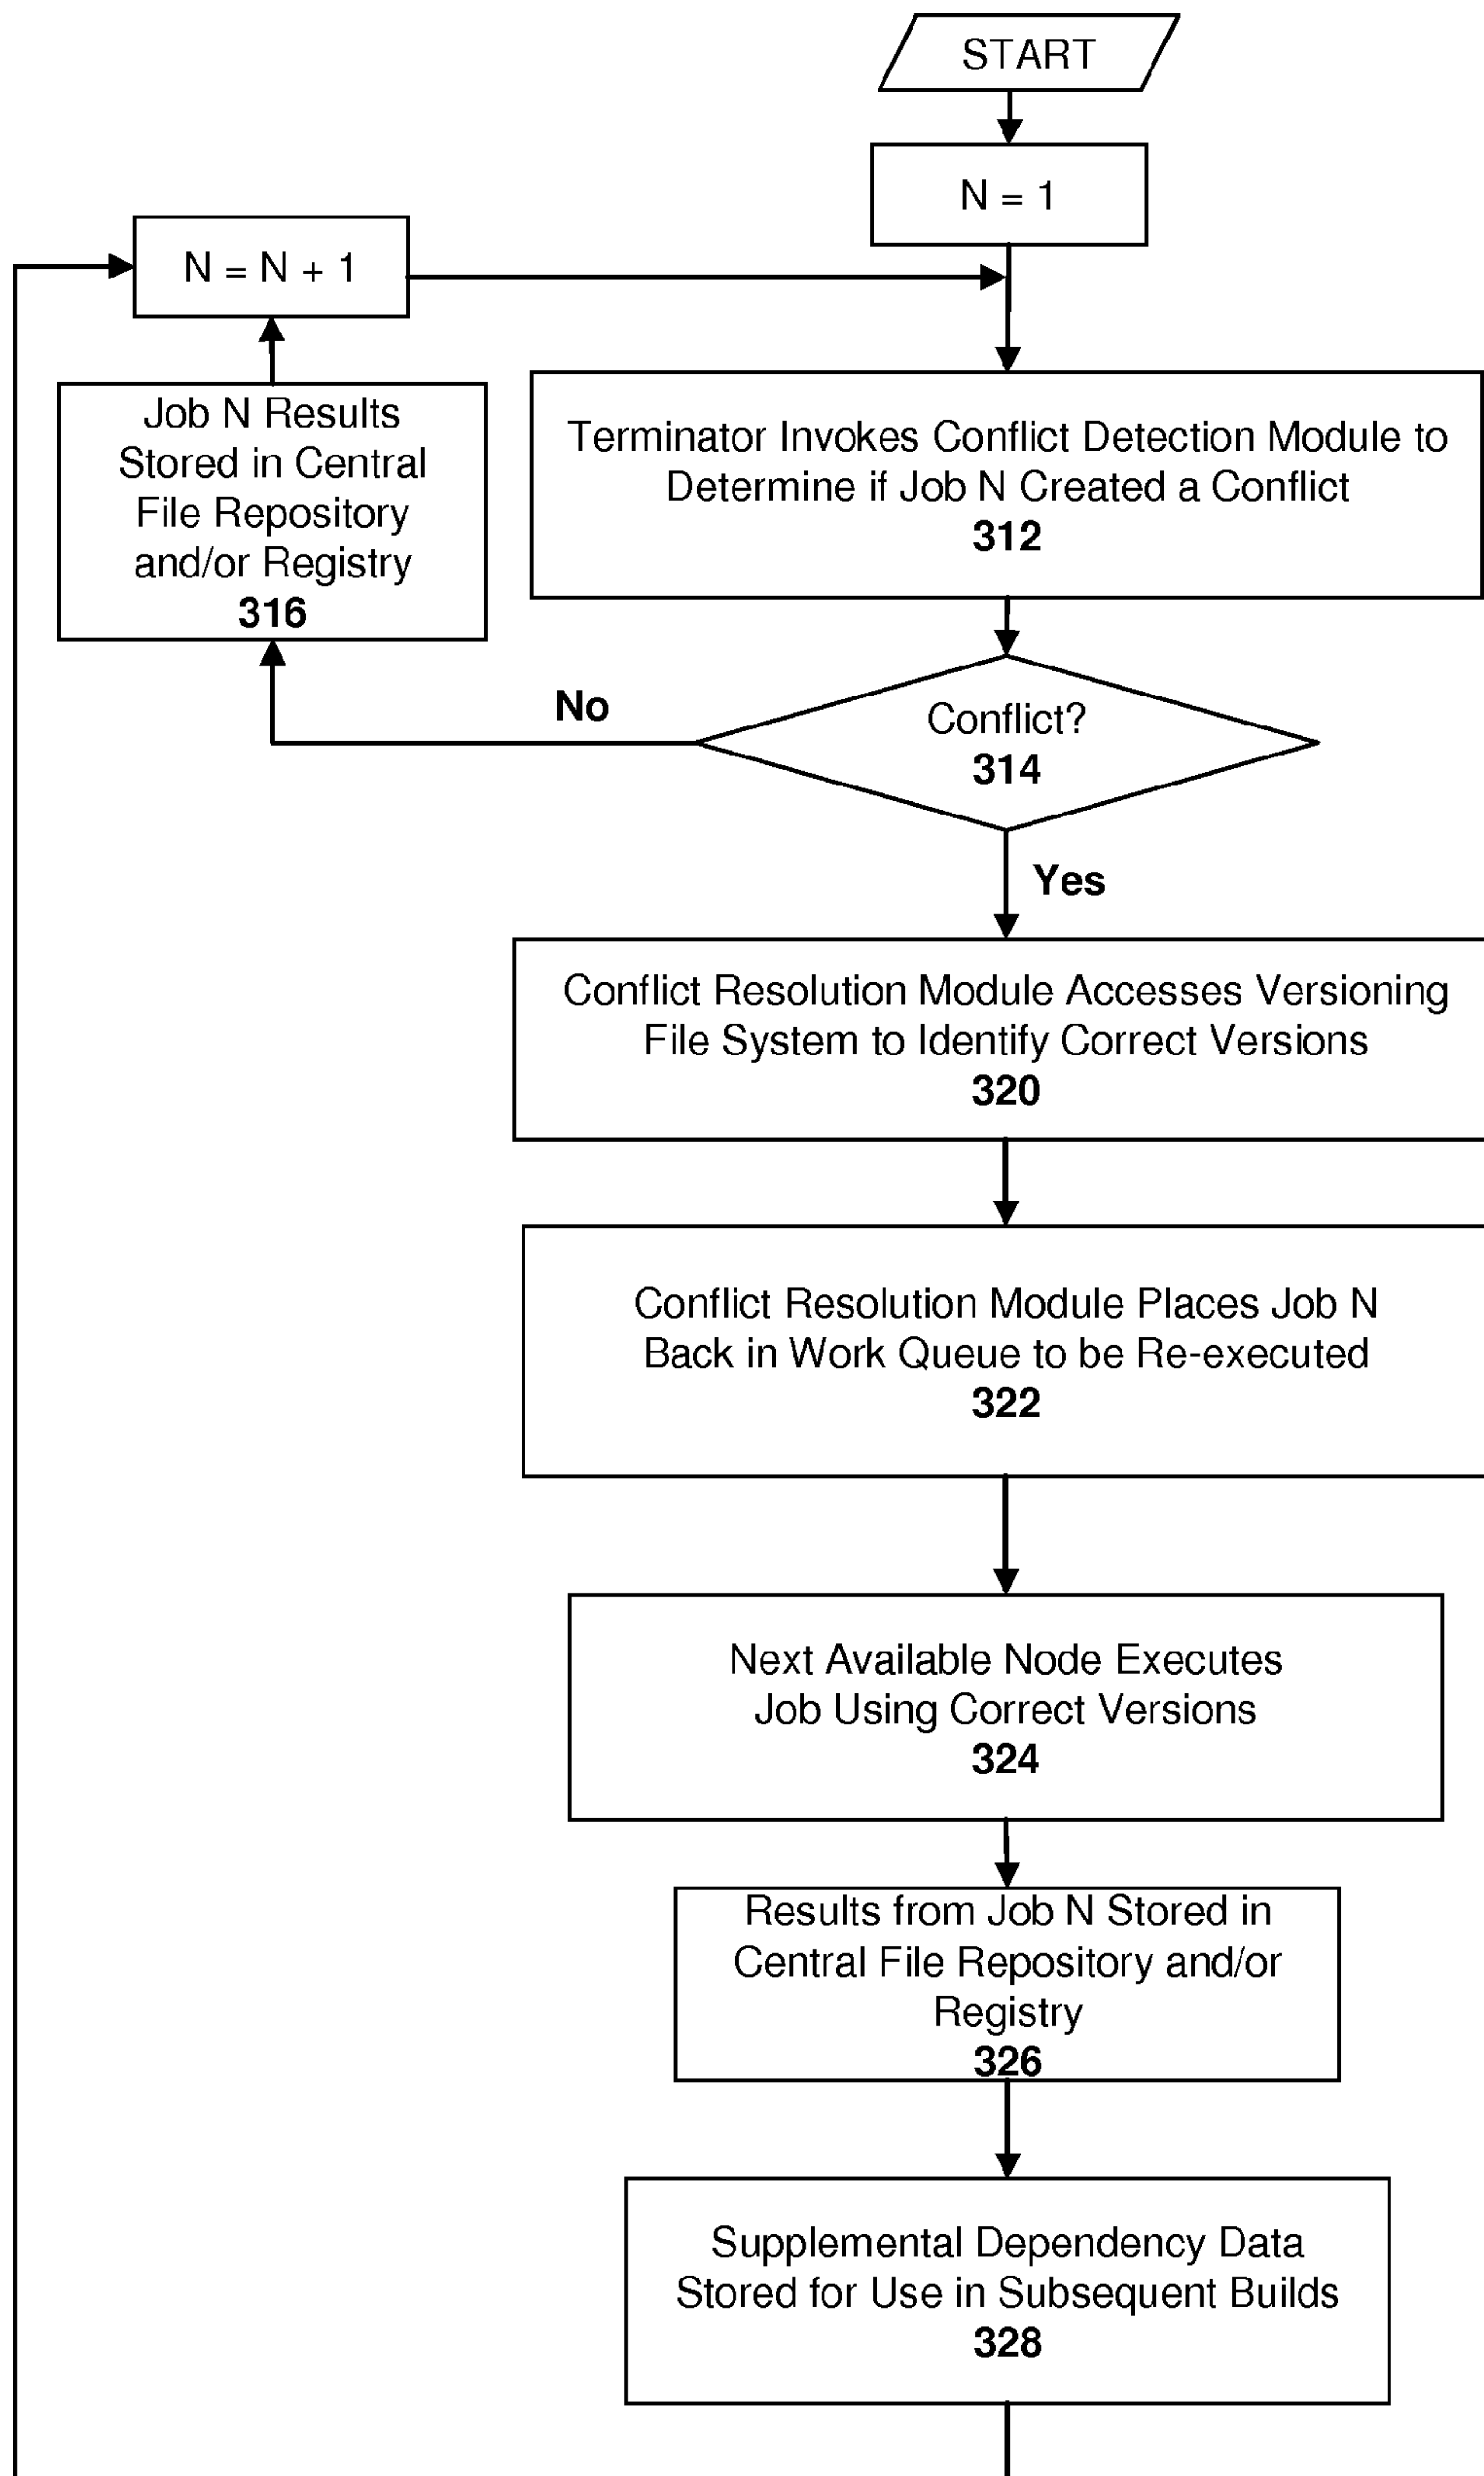 START
N = 1
N = N + 1
Job N Results
Stored in Central
File Repository
and/or Registry
316
Terminator Invokes Conflict Detection Module to
Determine if Job N Created a Conflict
312
No
Conflict?
314
Yes
Conflict Resolution Module Accesses Versioning
File System to Identify Correct Versions
320
Conflict Resolution Module Places Job N
Back in Work Queue to be Re-executed
322
Next Available Node Executes
Job Using Correct Versions
324
Results from Job N Stored in
Central File Repository and/or
Registry
326
Supplemental Dependency Data
Stored for Use in Subsequent Builds
328